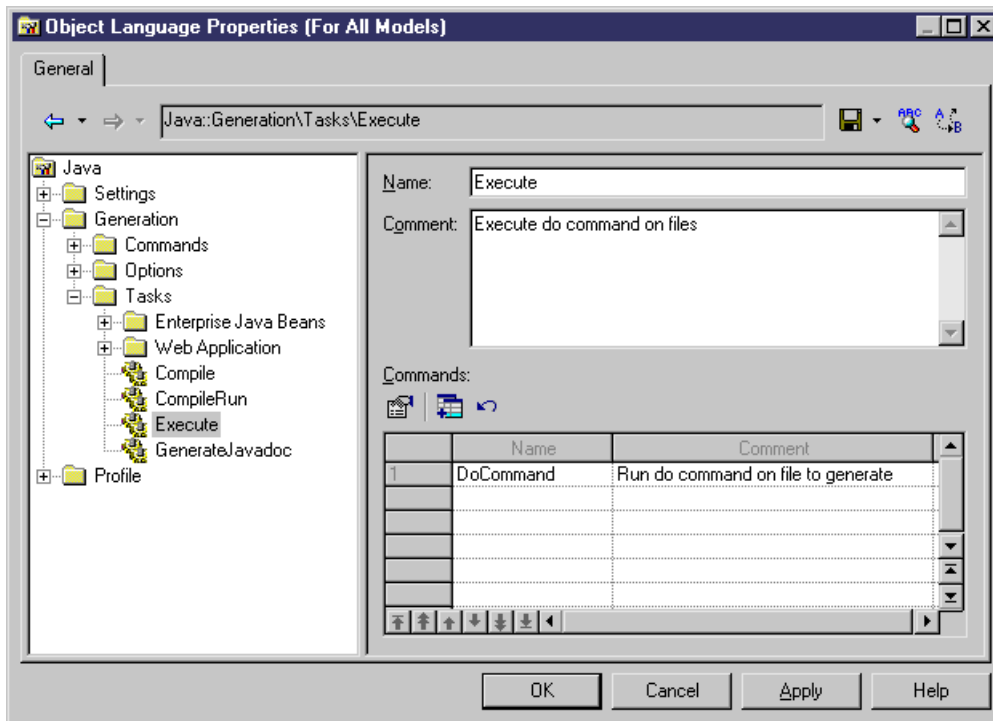 Object Language Properties (For All Models)
General
Java::Generation\Tasks\Execute
ABC
A
B
Java
Settings
Generation
Commands
Options
Tasks
Enterprise Java Beans
Web Application
Compile
CompileRun
Execute
GenerateJavadoc
Profile
Name: Execute
Comment: Execute do command on files
Commands:
Name Comment
1 DoCommand Run do command on file to generate
OK Cancel Apply Help